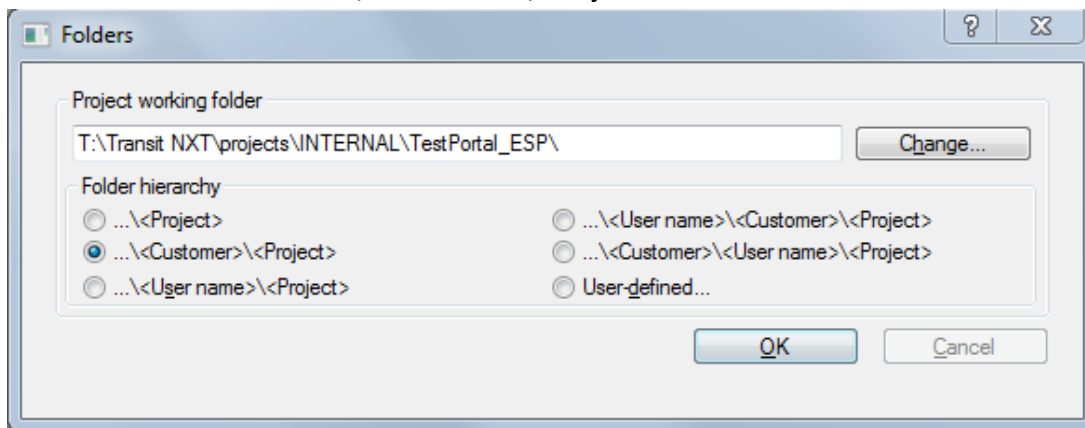 Folders
Project working folder
T:\Transit NXT\projects\INTERNAL\TestPortal_ESP\
Change...
Folder hierarchy
...\<Project>
...\<User name>\<Customer>\<Project>
...\<Customer>\<Project>
...\<Customer>\<User name>\<Project>
...\<User name>\<Project>
User-defined...
OK
Cancel